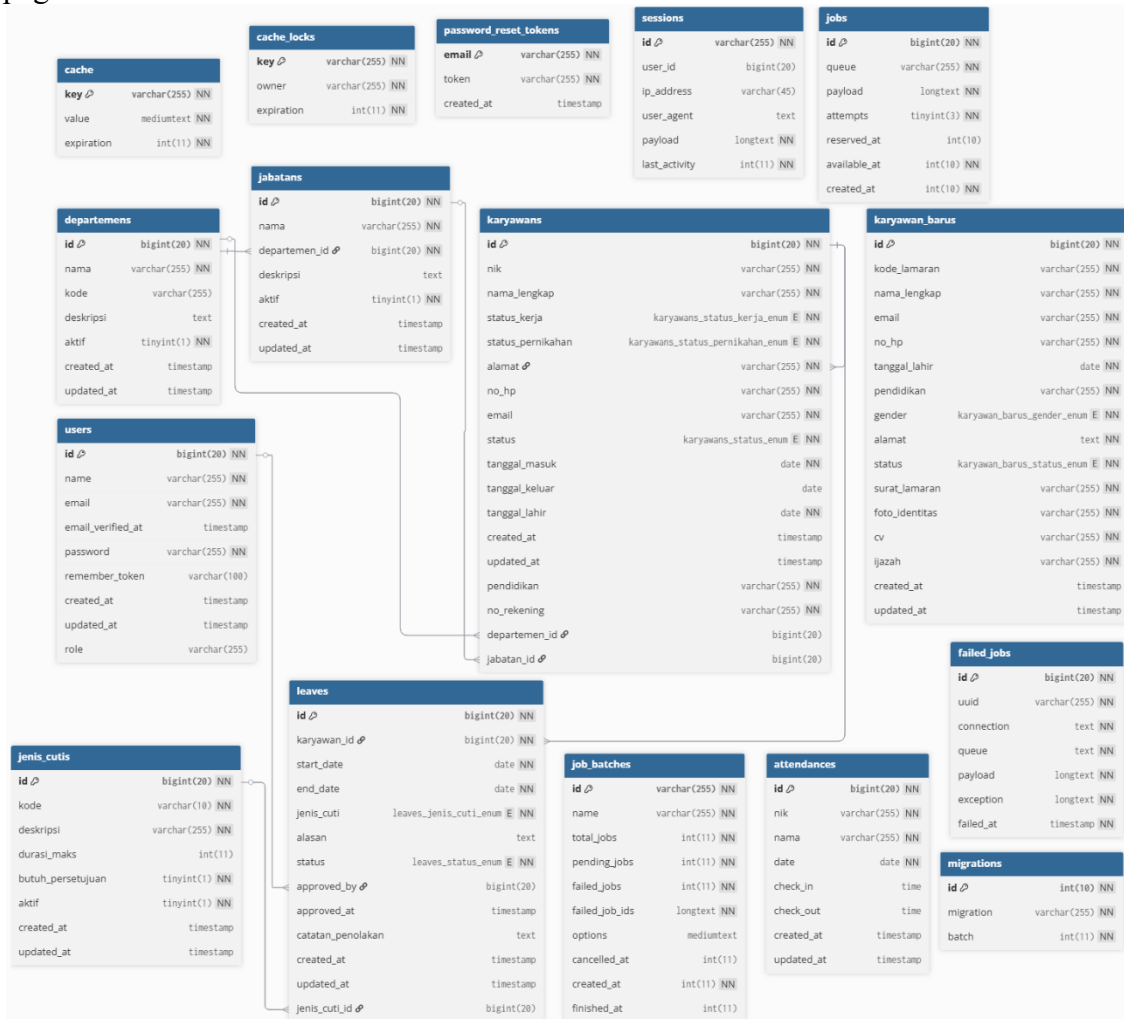 cache
key varchar(255) NN
value mediumtext NN
expiration int(11) NN
cache_locks
key varchar(255) NN
owner varchar(255) NN
expiration int(11) NN
password_reset_tokens
email varchar(255) NN
token varchar(255) NN
created_at timestamp
sessions
id varchar(255) NN
user_id bigint(20)
ip_address varchar(45)
user_agent text
payload longtext NN
last_activity int(11) NN
jobs
id bigint(20) NN
queue varchar(255) NN
payload longtext NN
attempts tinyint(3) NN
reserved_at int(10)
available_at int(10) NN
created_at int(10) NN
departemens
id bigint(20) NN
nama varchar(255) NN
kode varchar(255)
deskripsi text
aktif tinyint(1) NN
created_at timestamp
updated_at timestamp
jabatans
id bigint(20) NN
nama varchar(255) NN
departemen_id bigint(20) NN
deskripsi text
aktif tinyint(1) NN
created_at timestamp
updated_at timestamp
karyawans
id bigint(20) NN
nik varchar(255) NN
nama_lengkap varchar(255) NN
status_kerja karyawans_status_kerja_enum E NN
status_pernikahan karyawans_status_pernikahan_enum E NN
alamat varchar(255) NN
no_hp varchar(255) NN
email varchar(255) NN
status karyawans_status_enum E NN
tanggal_masuk date NN
tanggal_keluar date
tanggal_lahir date NN
created_at timestamp
updated_at timestamp
pendidikan varchar(255) NN
no_rekening varchar(255) NN
departemen_id bigint(20)
jabatan_id bigint(20)
karyawan_barus
id bigint(20) NN
kode_lamaran varchar(255) NN
nama_lengkap varchar(255) NN
email varchar(255) NN
no_hp varchar(255) NN
tanggal_lahir date NN
pendidikan varchar(255) NN
gender karyawan_barus_gender_enum E NN
alamat text NN
status karyawan_barus_status_enum E NN
surat_lamaran varchar(255) NN
foto_identitas varchar(255) NN
cv varchar(255) NN
ijazah varchar(255) NN
created_at timestamp
updated_at timestamp
users
id bigint(20) NN
name varchar(255) NN
email varchar(255) NN
email_verified_at timestamp
password varchar(255) NN
remember_token varchar(100)
created_at timestamp
updated_at timestamp
role varchar(255)
leaves
id bigint(20) NN
karyawan_id bigint(20) NN
start_date date NN
end_date date NN
jenis_cuti leaves_jenis_cuti_enum E NN
alasan text
status leaves_status_enum E NN
approved_by bigint(20)
approved_at timestamp
catatan_penolakan text
created_at timestamp
updated_at timestamp
jenis_cuti_id bigint(20)
jenis_cutis
id bigint(20) NN
kode varchar(10) NN
deskripsi varchar(255) NN
durasi_maks int(11)
butuh_persetujuan tinyint(1) NN
aktif tinyint(1) NN
created_at timestamp
updated_at timestamp
job_batches
id varchar(255) NN
name varchar(255) NN
total_jobs int(11) NN
pending_jobs int(11) NN
failed_jobs int(11) NN
failed_job_ids longtext NN
options mediumtext
cancelled_at int(11)
created_at int(11) NN
finished_at int(11)
attendances
id bigint(20) NN
nik varchar(255) NN
nama varchar(255) NN
date date NN
check_in time
check_out time
created_at timestamp
updated_at timestamp
failed_jobs
id bigint(20) NN
uuid varchar(255) NN
connection text NN
queue text NN
payload longtext NN
exception longtext NN
failed_at timestamp NN
migrations
id int(10) NN
migration varchar(255) NN
batch int(11) NN